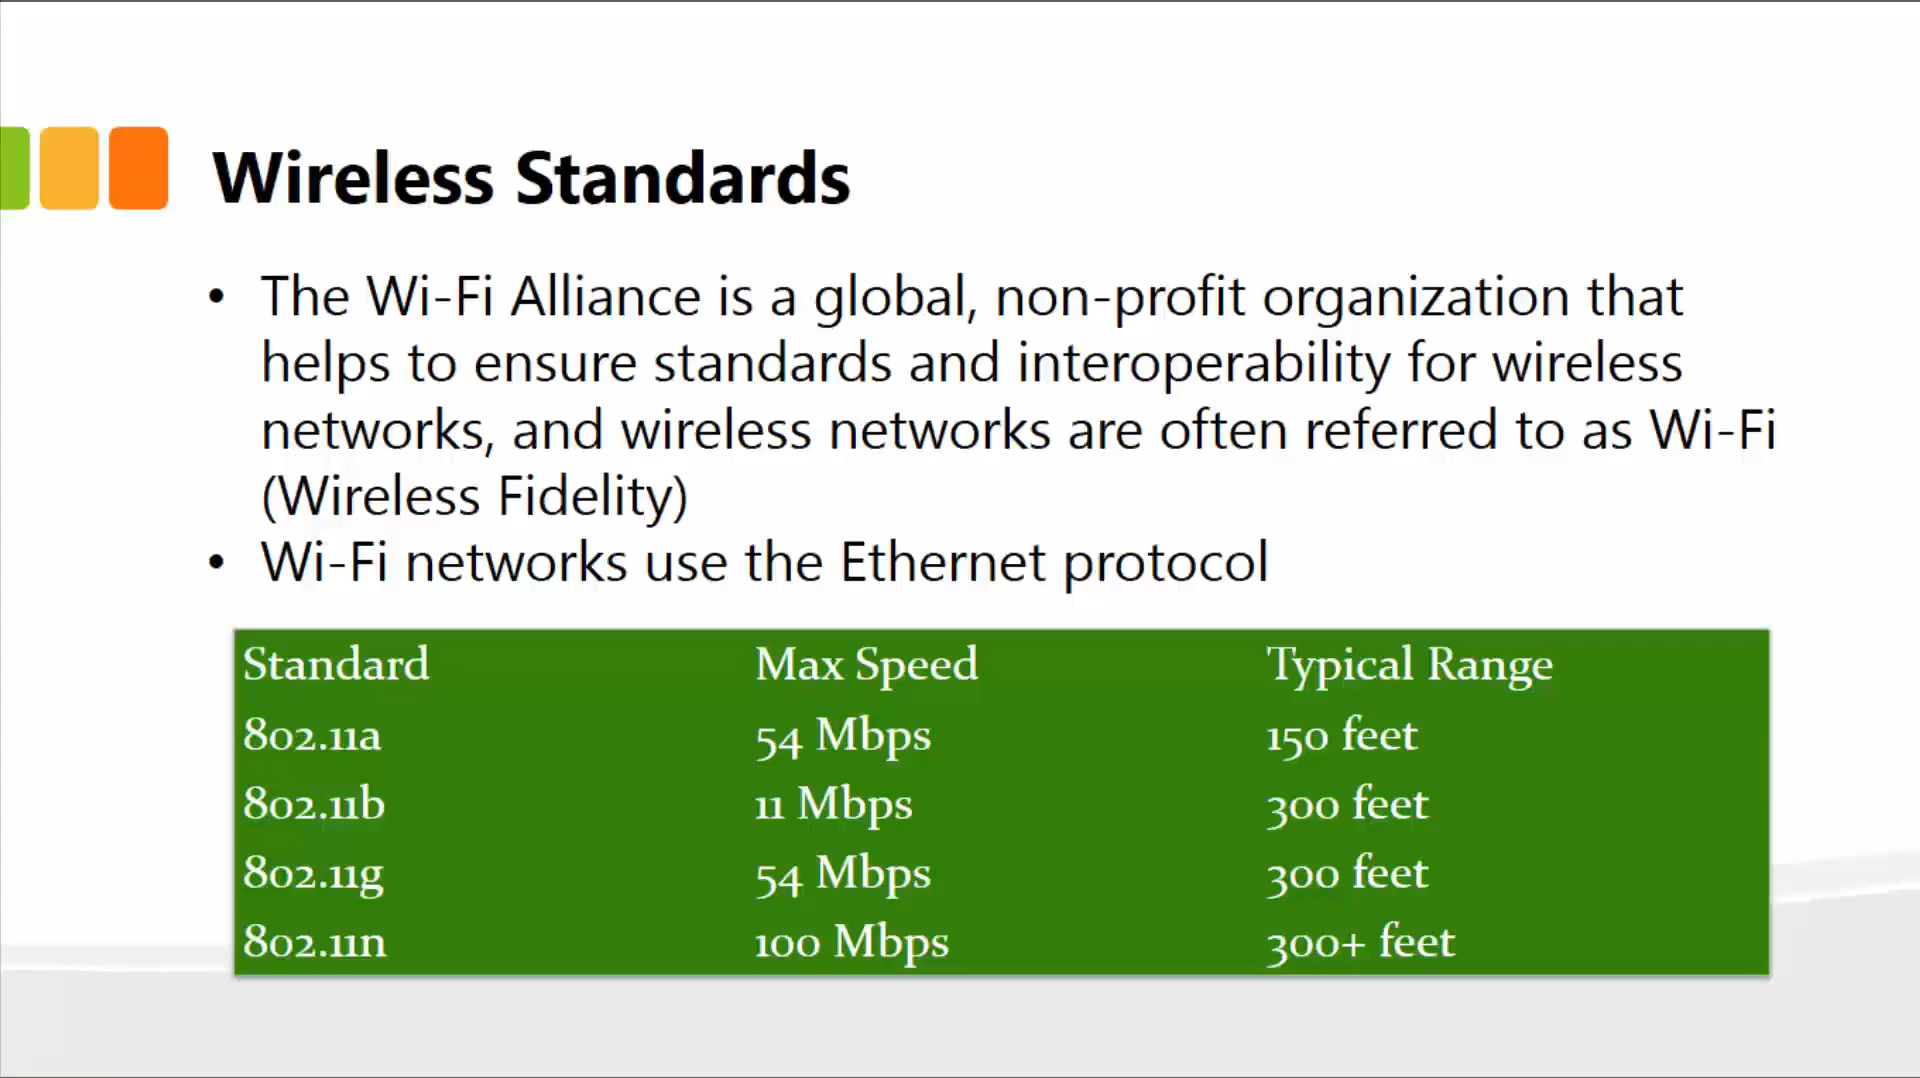 Wireless Standards
• The Wi-Fi Alliance is a global, non-profit organization that
helps to ensure standards and interoperability for wireless
networks, and wireless networks are often referred to as Wi-Fi
(Wireless Fidelity)
• Wi-Fi networks use the Ethernet protocol
Standard Max Speed Typical Range
802.11a 54 Mbps 150 feet
802.11b 11 Mbps 300 feet
802.11g 54 Mbps 300 feet
802.11n 100 Mbps 300+ feet